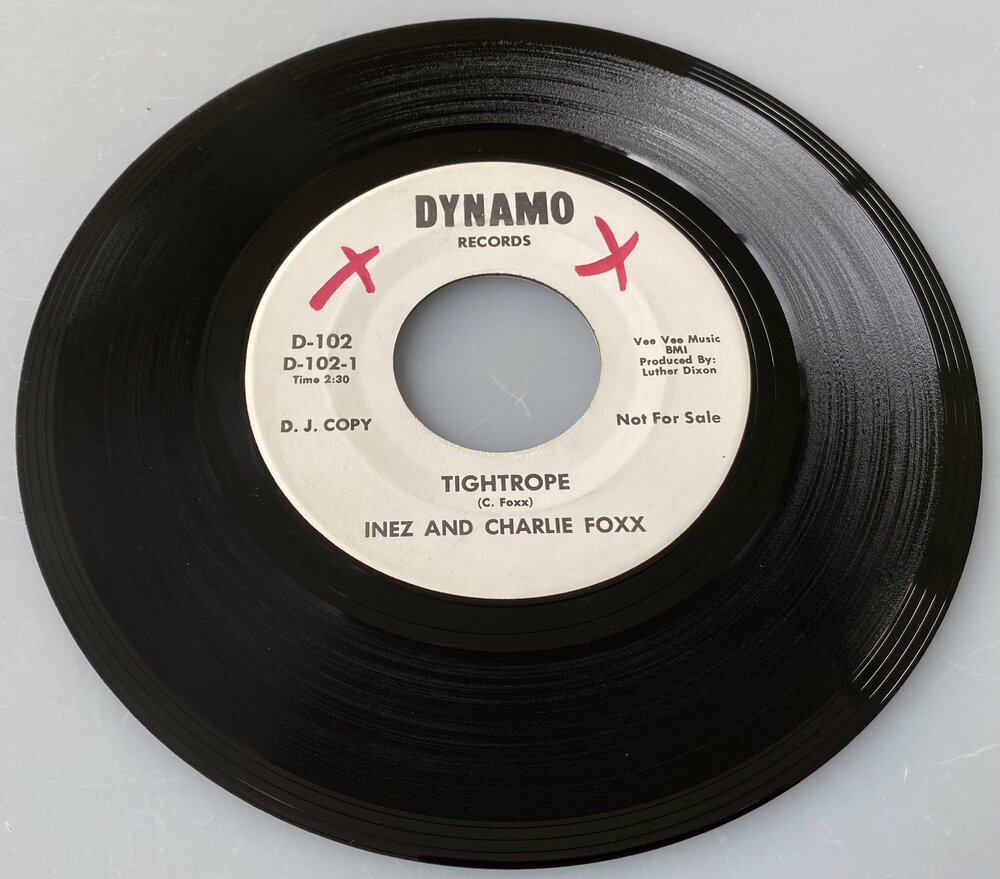 DYNAMO
RECORDS
D-102
D-102-1
Time 2:30
Vee Vee Music
BMI
Produced By:
Luther Dixon
D. J. COPY
Not For Sale
TIGHTROPE
(C. Foxx)
INEZ AND CHARLIE FOXX